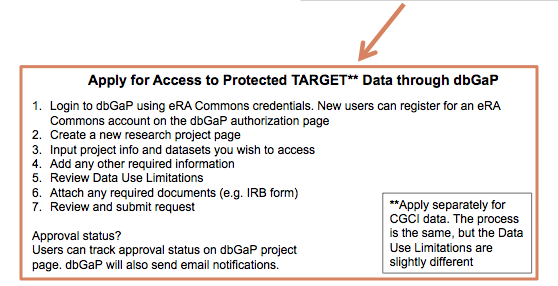 Apply for Access to Protected TARGET** Data through dbGaP
1. Login to dbGaP using eRA Commons credentials. New users can register for an eRA
Commons account on the dbGaP authorization page
2. Create a new research project page
3. Input project info and datasets you wish to access
4. Add any other required information
5. Review Data Use Limitations
6. Attach any required documents (e.g. IRB form)
7. Review and submit request
Approval status?
Users can track approval status on dbGaP project
page. dbGaP will also send email notifications.
**Apply separately for
CGCI data. The process
is the same, but the Data
Use Limitations are
slightly different